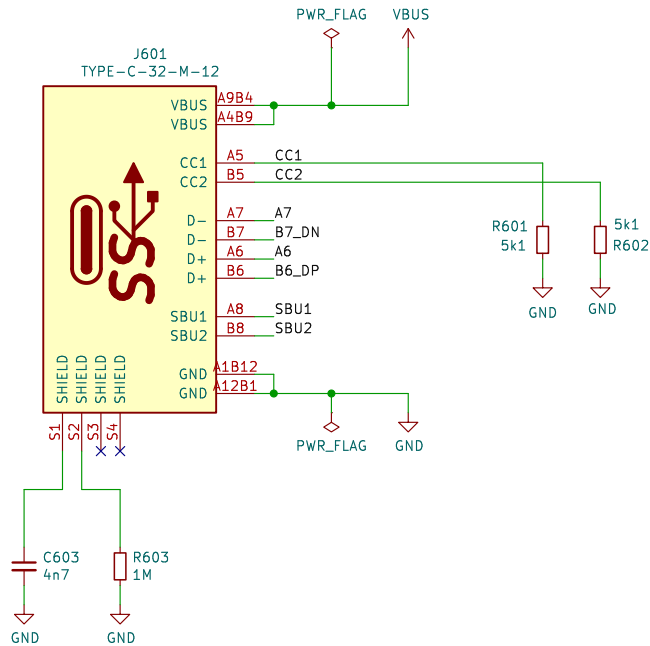 PWR_FLAG VBUS
J601
TYPE-C-32-M-12
VBUS A9B4
VBUS A4B9
CC1 A5 CC1
CC2 B5 CC2
D- A7 A7
D- B7 B7_DN
D+ A6 A6
D+ B6 B6_DP
R601 5k1
5k1 R602
GND GND
SBU1 A8 SBU1
SBU2 B8 SBU2
GND A1B12
GND A12B1
SHIELD SHIELD SHIELD SHIELD
S1 S2 S3 S4
SS
PWR_FLAG GND
C603 R603
4n7 1M
GND GND